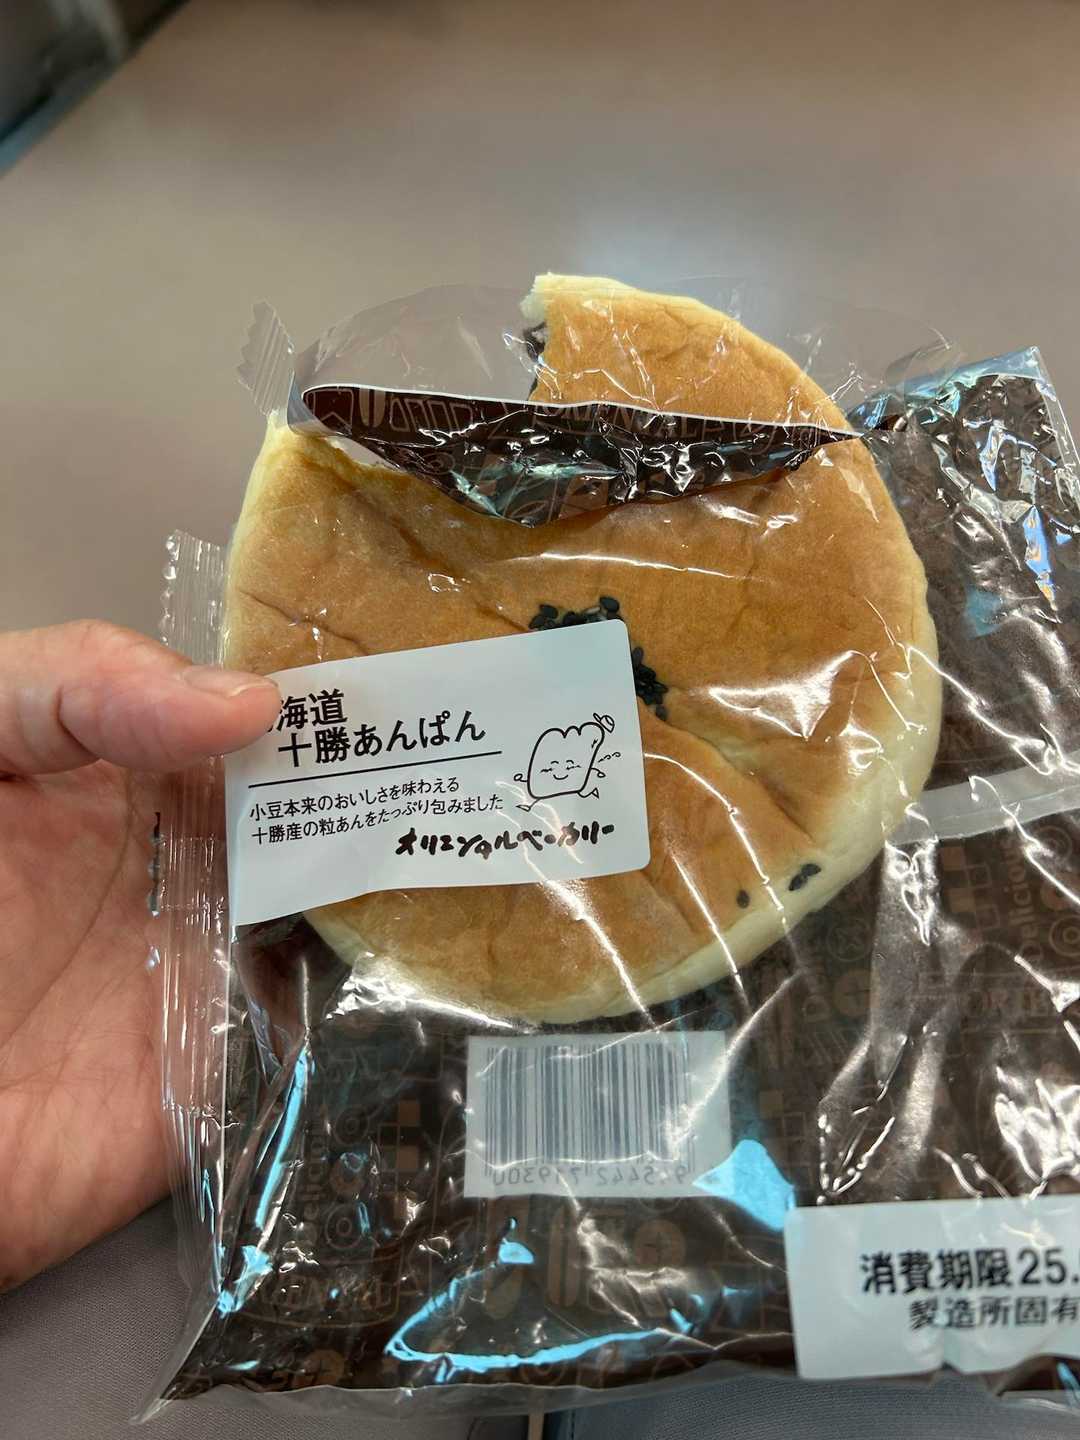 海道
十勝あんぱん
小豆本来のおいしさを味わえる
十勝産の粒あんをたっぷり包みました
オリエンタルベーカリー
Delicious
消費期限25.
製造所固有